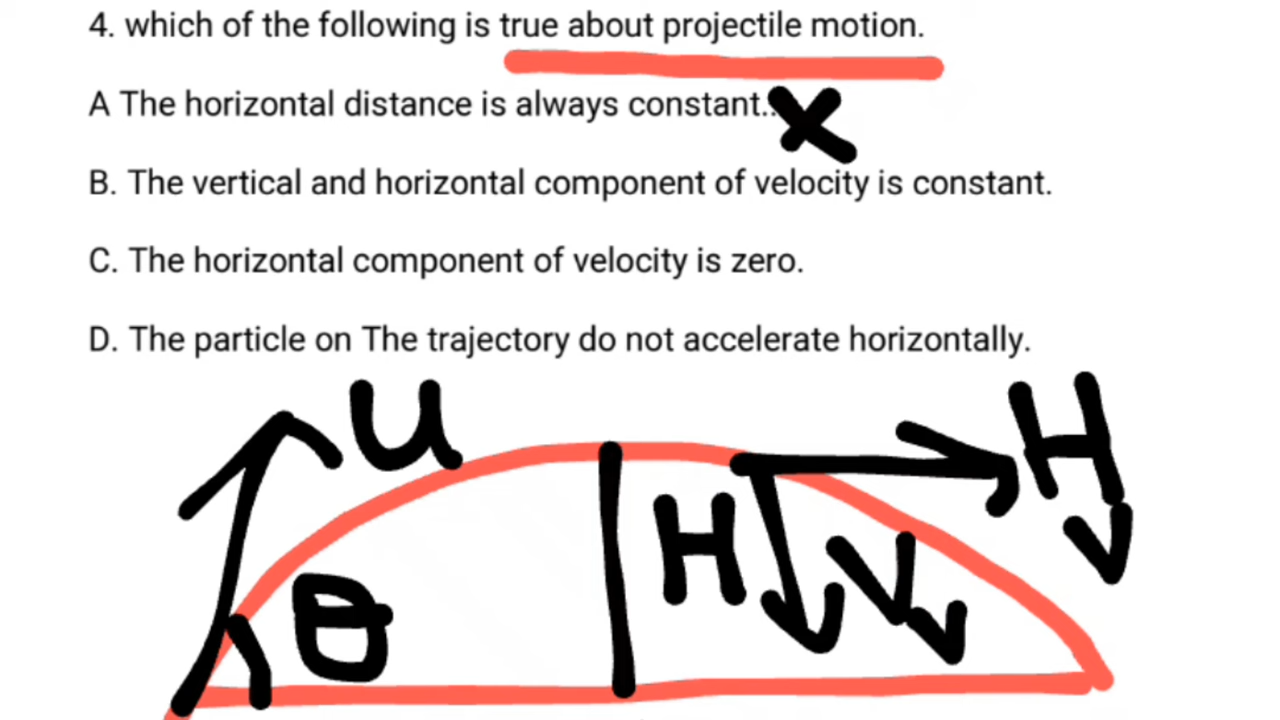 4. which of the following is true about projectile motion.
A The horizontal distance is always constant..
B. The vertical and horizontal component of velocity is constant.
C. The horizontal component of velocity is zero.
D. The particle on The trajectory do not accelerate horizontally.
u
H
V
H
Vv
θ